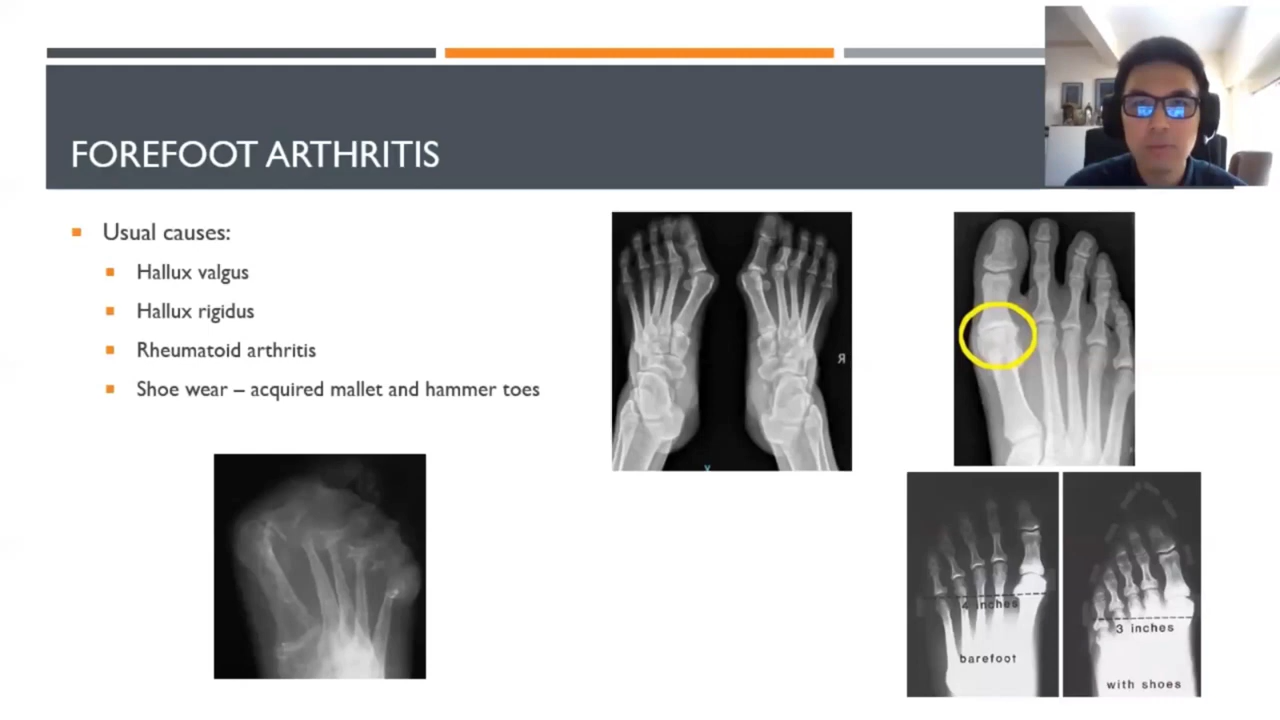 FOREFOOT ARTHRITIS
Usual causes:
Hallux valgus
Hallux rigidus
Rheumatoid arthritis
Shoe wear – acquired mallet and hammer toes
Я
4 inches
barefoot
3 inches
with shoes